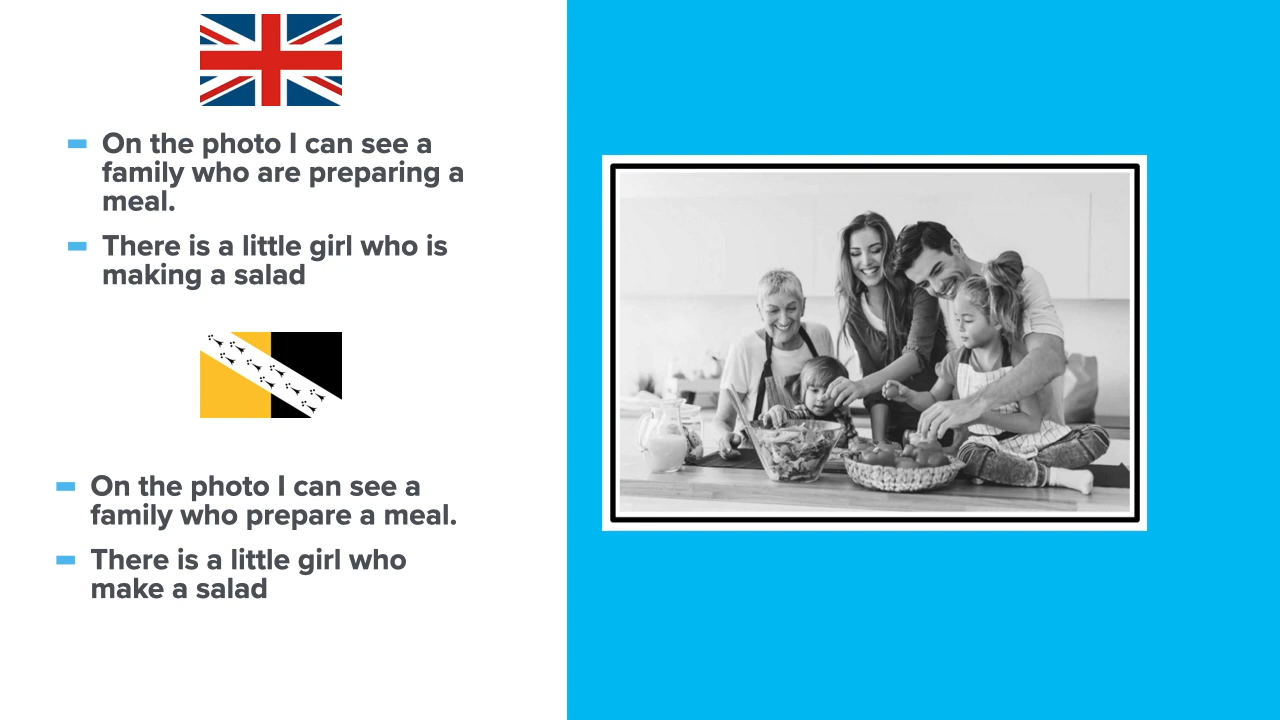 On the photo I can see a
family who are preparing a
meal.
There is a little girl who is
making a salad
On the photo I can see a
family who prepare a meal.
There is a little girl who
make a salad